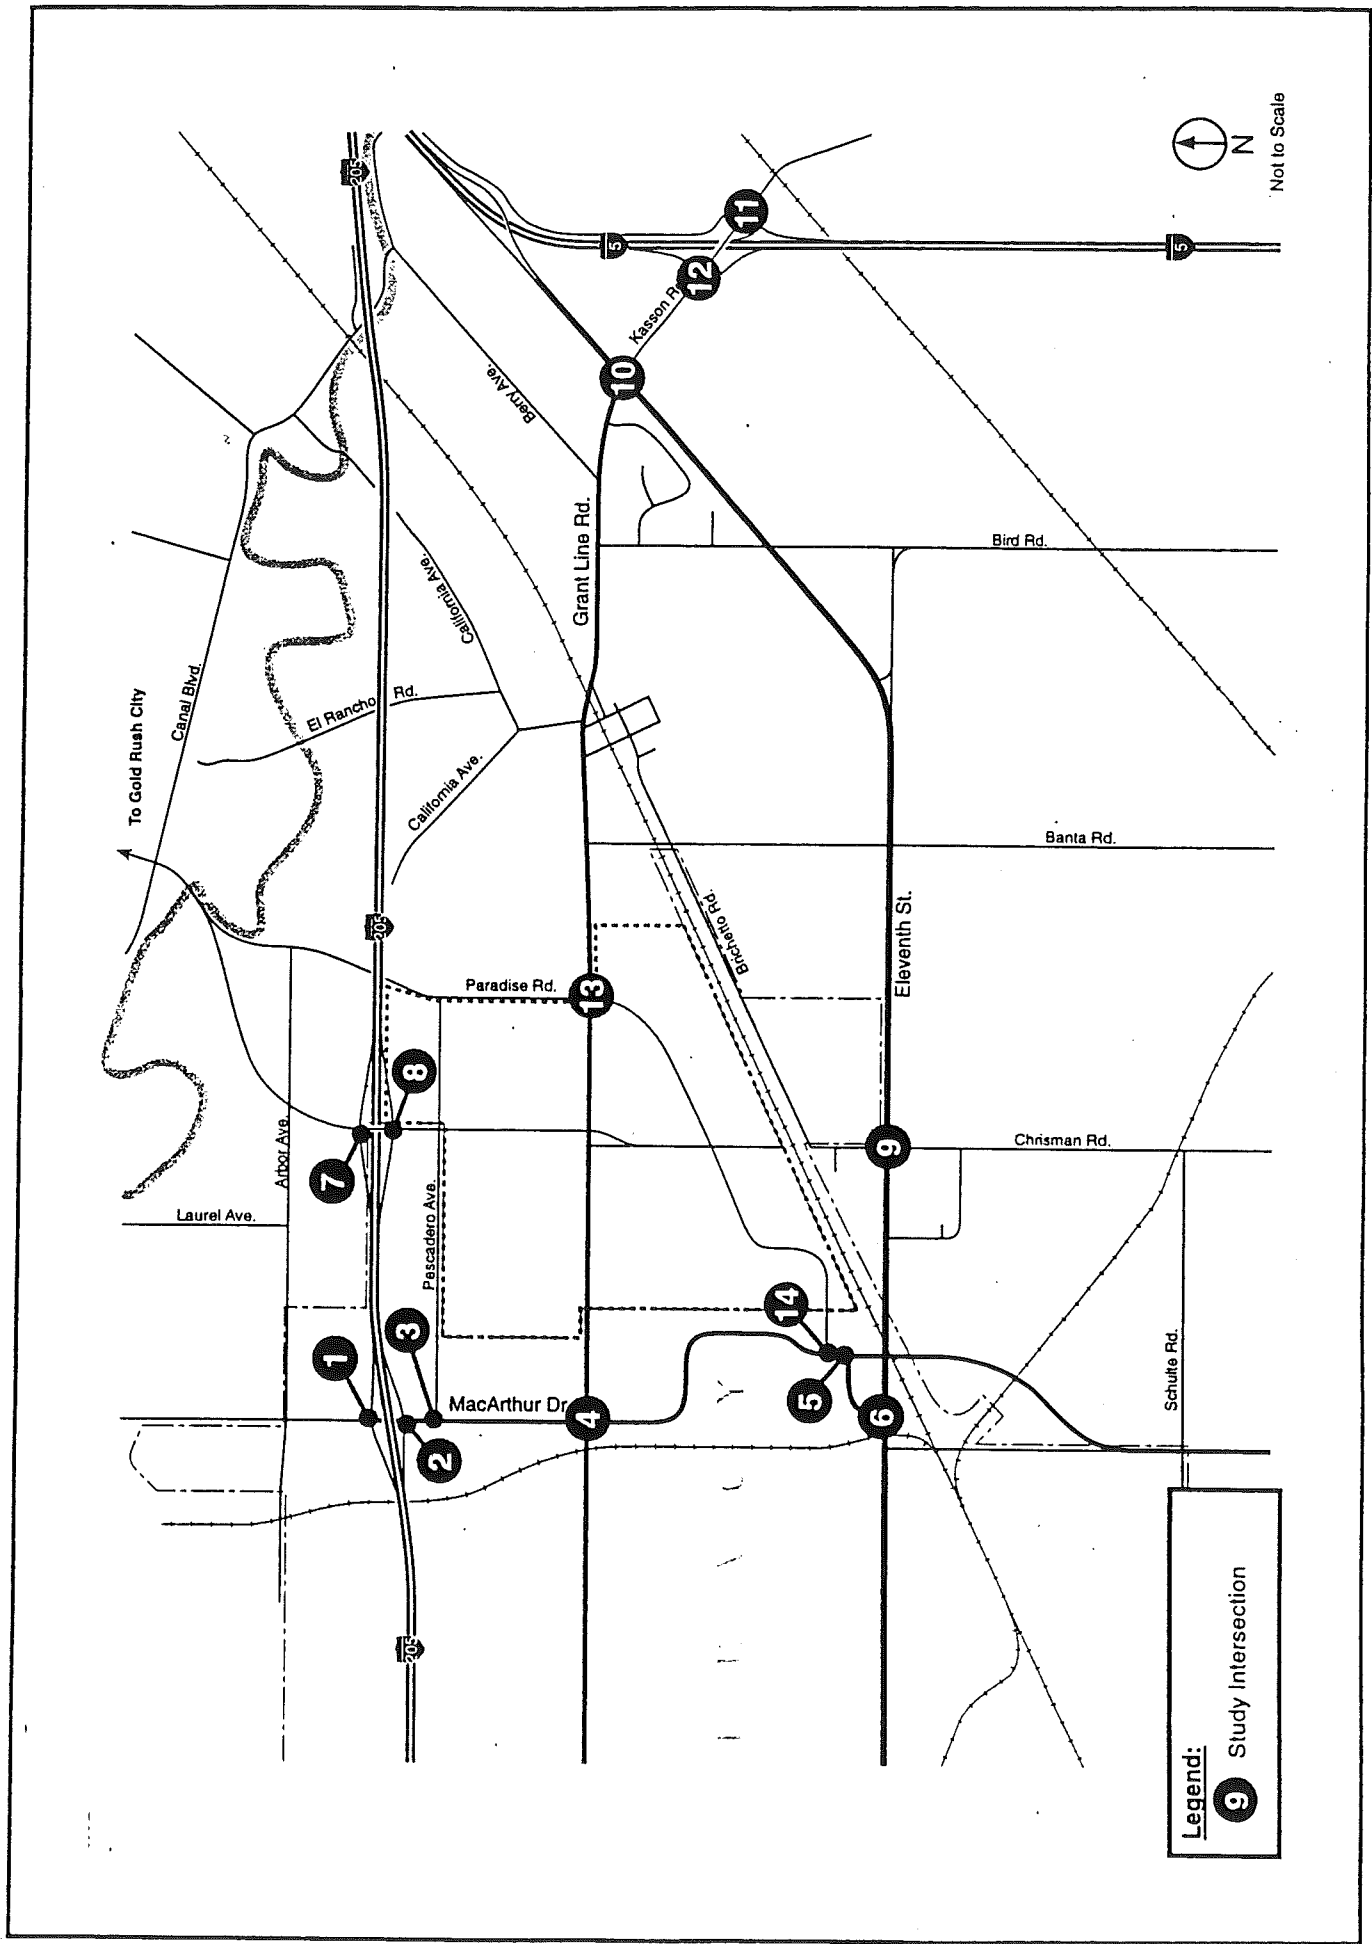 To Gold Rush City
Canal Blvd.
205
El Rancho Rd.
California Ave.
California Ave.
Berry Ave.
Arbor Ave.
Laurel Ave.
205
Paradise Rd.
Pescadero Ave.
7
8
1
3
2
MacArthur Dr.
4
205
Grant Line Rd.
13
10
Kasson
12
11
5
5
Bird Rd.
Banta Rd.
Brichetto Rd.
Eleventh St.
14
5
6
9
Chrisman Rd.
Schulte Rd.
N
Not to Scale
Legend:
9 Study Intersection